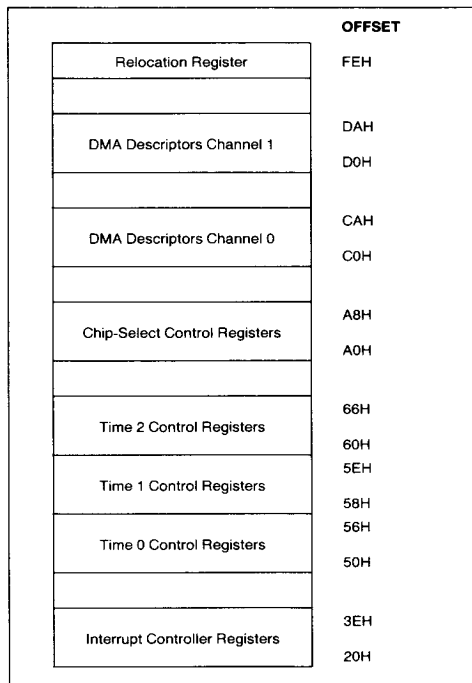 OFFSET
Relocation Register FEH
DAH
DMA Descriptors Channel 1
D0H
CAH
DMA Descriptors Channel 0
C0H
A8H
Chip-Select Control Registers
A0H
66H
Time 2 Control Registers
60H
5EH
Time 1 Control Registers
58H
56H
Time 0 Control Registers
50H
3EH
Interrupt Controller Registers
20H